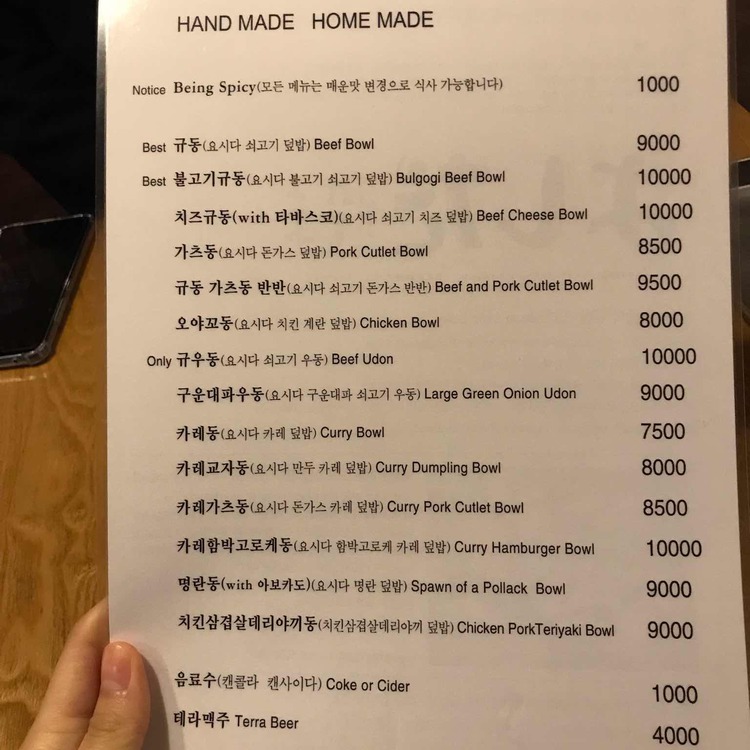 HAND MADE HOME MADE
Notice Being Spicy(모든 메뉴는 매운맛 변경으로 식사 가능합니다) 1000
Best 규동(요시다 쇠고기 덮밥) Beef Bowl 9000
Best 불고기규동(요시다 불고기 쇠고기 덮밥) Bulgogi Beef Bowl 10000
치즈규동(with 타바스코)(요시다 쇠고기 치즈 덮밥) Beef Cheese Bowl 10000
가츠동(요시다 돈가스 덮밥) Pork Cutlet Bowl 8500
규동 가츠동 반반(요시다 쇠고기 돈가스 반반) Beef and Pork Cutlet Bowl 9500
오야꼬동(요시다 치킨 계란 덮밥) Chicken Bowl 8000
Only 규우동(요시다 쇠고기 우동) Beef Udon 10000
구운대파우동(요시다 구운대파 쇠고기 우동) Large Green Onion Udon 9000
카레동(요시다 카레 덮밥) Curry Bowl 7500
카레교자동(요시다 만두 카레 덮밥) Curry Dumpling Bowl 8000
카레가츠동(요시다 돈가스 카레 덮밥) Curry Pork Cutlet Bowl 8500
카레함박고로케동(요시다 함박고로케 카레 덮밥) Curry Hamburger Bowl 10000
명란동(with 아보카도)(요시다 명란 덮밥) Spawn of a Pollack Bowl 9000
치킨삼겹살데리야끼동(치킨삼겹살데리야끼 덮밥) Chicken PorkTeriyaki Bowl 9000
음료수(캔콜라 캔사이다) Coke or Cider 1000
테라맥주 Terra Beer 4000